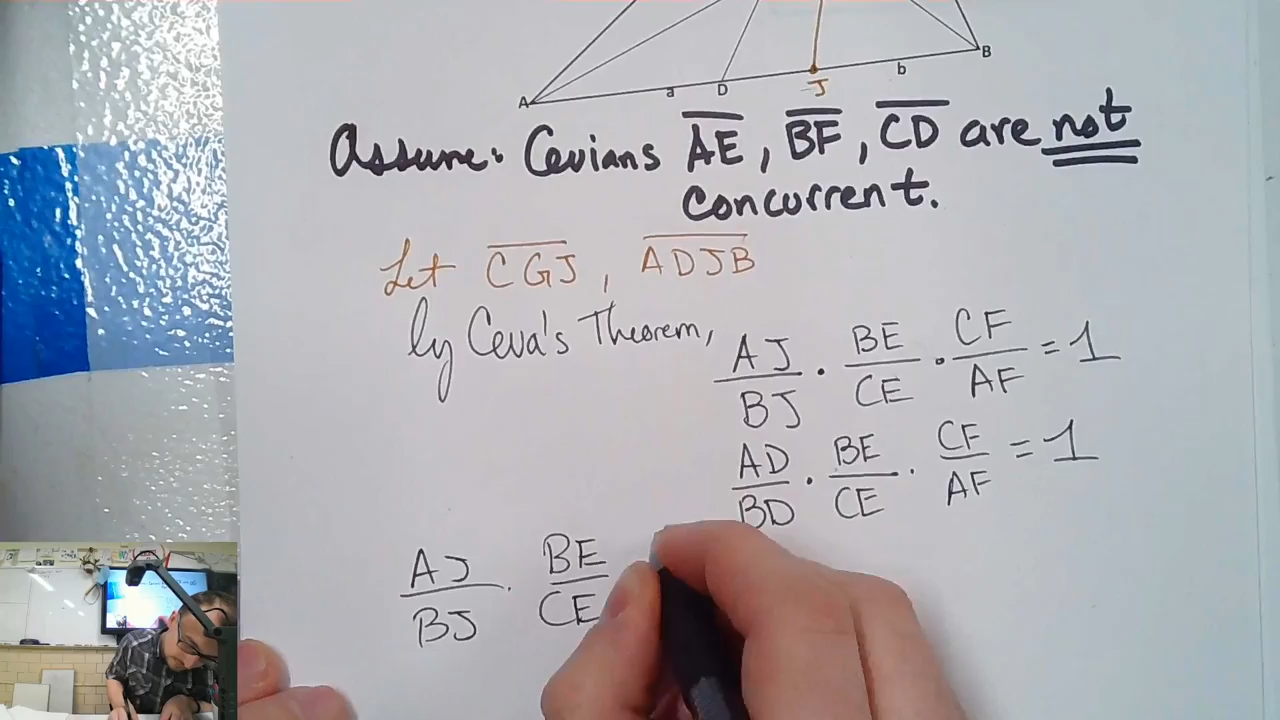 A a D J b B
Assume: Cevians AE, BF, CD are not
concurrent.
Let CGJ, ADJB
by Ceva's Theorem,
AJ/BJ · BE/CE · CF/AF = 1
AD/BD · BE/CE · CF/AF = 1
AJ/BJ · BE/CE